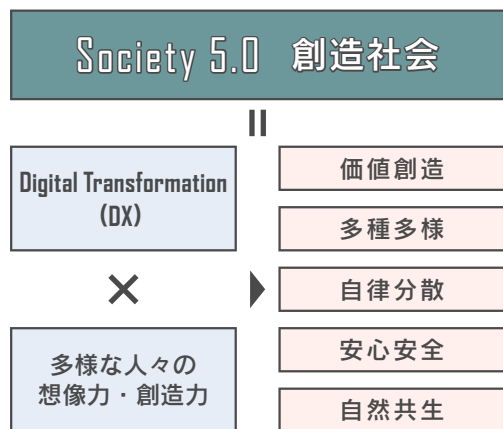 Society 5.0 創造社会
=
Digital Transformation
(DX)
×
多様な人々の
想像力・創造力
価値創造
多種多様
自律分散
安心安全
自然共生